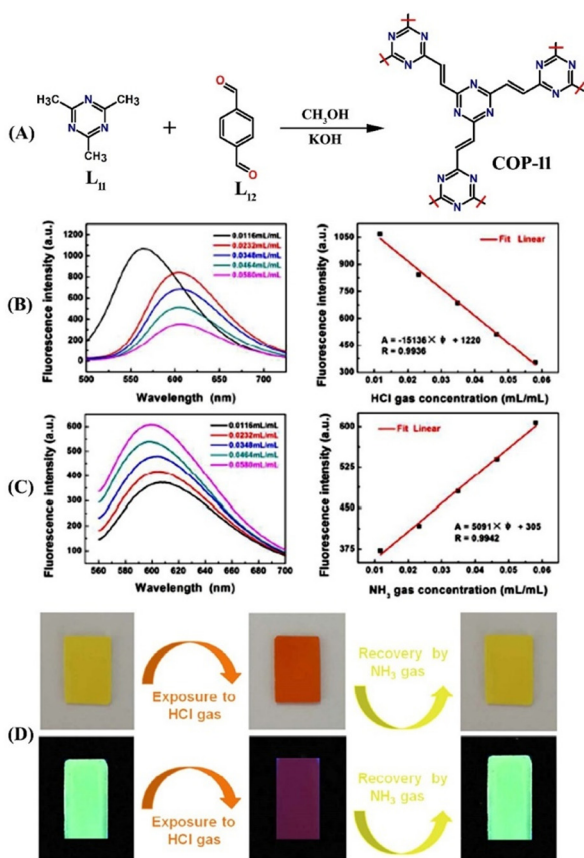 (A)
H3C
N
N
CH3
N
CH3
L11
+
O
O
L12
CH3OH
KOH
N
N
N
N
N
N
N
N
N
N
N
N
COP-11
(B)
Fluorescence intensity (a.u.)
1200
1000
800
600
400
200
0
500
550
600
650
700
Wavelength (nm)
0.0116mL/mL
0.0232mL/mL
0.0348mL/mL
0.0464mL/mL
0.0580mL/mL
Fluorescence intensity (a.u.)
1050
900
750
600
450
300
0.01
0.02
0.03
0.04
0.05
0.06
HCl gas concentration (mL/mL)
Fit Linear
A = -15136 × ψ + 1220
R = 0.9936
(C)
Fluorescence intensity (a.u.)
600
500
400
300
200
100
560
580
600
620
640
660
680
700
Wavelength (nm)
0.0116mL/mL
0.0232mL/mL
0.0348mL/mL
0.0464mL/mL
0.0580mL/mL
Fluorescence intensity (a.u.)
600
525
450
375
0.01
0.02
0.03
0.04
0.05
0.06
NH3 gas concentration (mL/mL)
Fit Linear
A = 5091 × ψ + 305
R = 0.9942
(D)
Exposure to
HCl gas
Recovery by
NH3 gas
Exposure to
HCl gas
Recovery by
NH3 gas